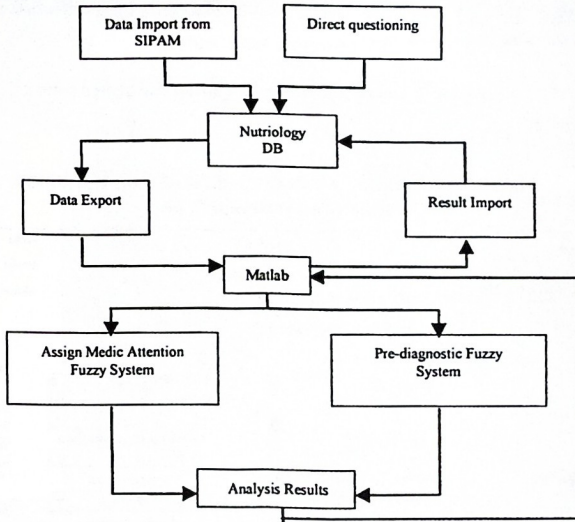 Data Import from
SIPAM
Direct questioning
Nutriology
DB
Data Export
Result Import
Matlab
Assign Medic Attention
Fuzzy System
Pre-diagnostic Fuzzy
System
Analysis Results